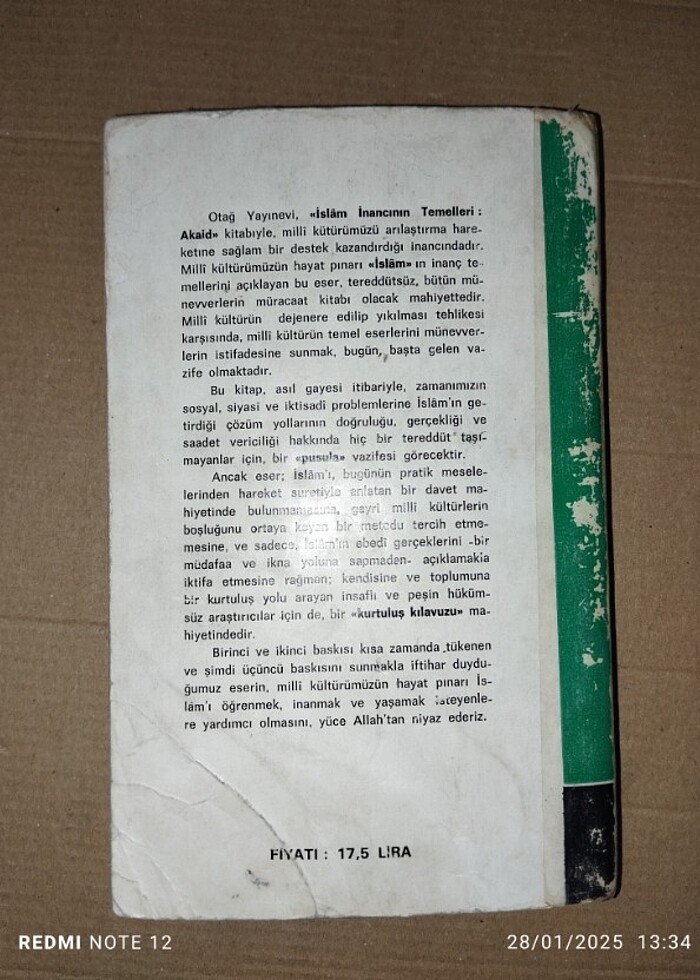 Otağ Yayınevi, «İslâm İnancının Temelleri :
Akaid» kitabıyle, millî kütürümüzü arılaştırma hare-
ketine sağlam bir destek kazandırdığı inancındadır.
Millî kültürümüzün hayat pınarı «İslâm» ın inanç te-
mellerini açıklayan bu eser, tereddütsüz, bütün mü-
nevverlerin müracaat kitabı olacak mahiyettedir.
Millî kültürün dejenere edilip yıkılması tehlikesi
karşısında, millî kültürün temel eserlerini münevver-
lerin istifadesine sunmak, bugün, başta gelen va-
zife olmaktadır.
Bu kitap, asıl gayesi itibariyle, zamanımızın
sosyal, siyasi ve iktisadî problemlerine İslâm'ın ge-
tirdiği çözüm yollarının doğruluğu, gerçekliği ve
saadet vericiliği hakkında hiç bir tereddüt taşı-
mayanlar için, bir «pusula» vazifesi görecektir.
Ancak eser; İslâm'ı, bugünün pratik mesele-
lerinden hareket suretiyle anlatan bir davet ma-
hiyetinde bulunmamasına, gayri millî kültürlerin
boşluğunu ortaya koyan bir metodu tercih etme-
mesine, ve sadece, İslâm'ın ebedî gerçeklerini -bir
müdafaa ve ikna yoluna sapmadan- açıklamakla
iktifa etmesine rağmen; kendisine ve toplumuna
bir kurtuluş yolu arayan insaflı ve peşin hüküm-
süz araştırıcılar için de, bir «kurtuluş kılavuzu» ma-
hiyetindedir.
Birinci ve ikinci baskısı kısa zamanda tükenen
ve şimdi üçüncü baskısını sunmakla iftihar duydu-
ğumuz eserin, millî kültürümüzün hayat pınarı İs-
lâm'ı öğrenmek, inanmak ve yaşamak isteyenle-
re yardımcı olmasını, yüce Allah'tan niyaz ederiz.
FİYATI : 17,5 LİRA
REDMI NOTE 12
28/01/2025 13:34